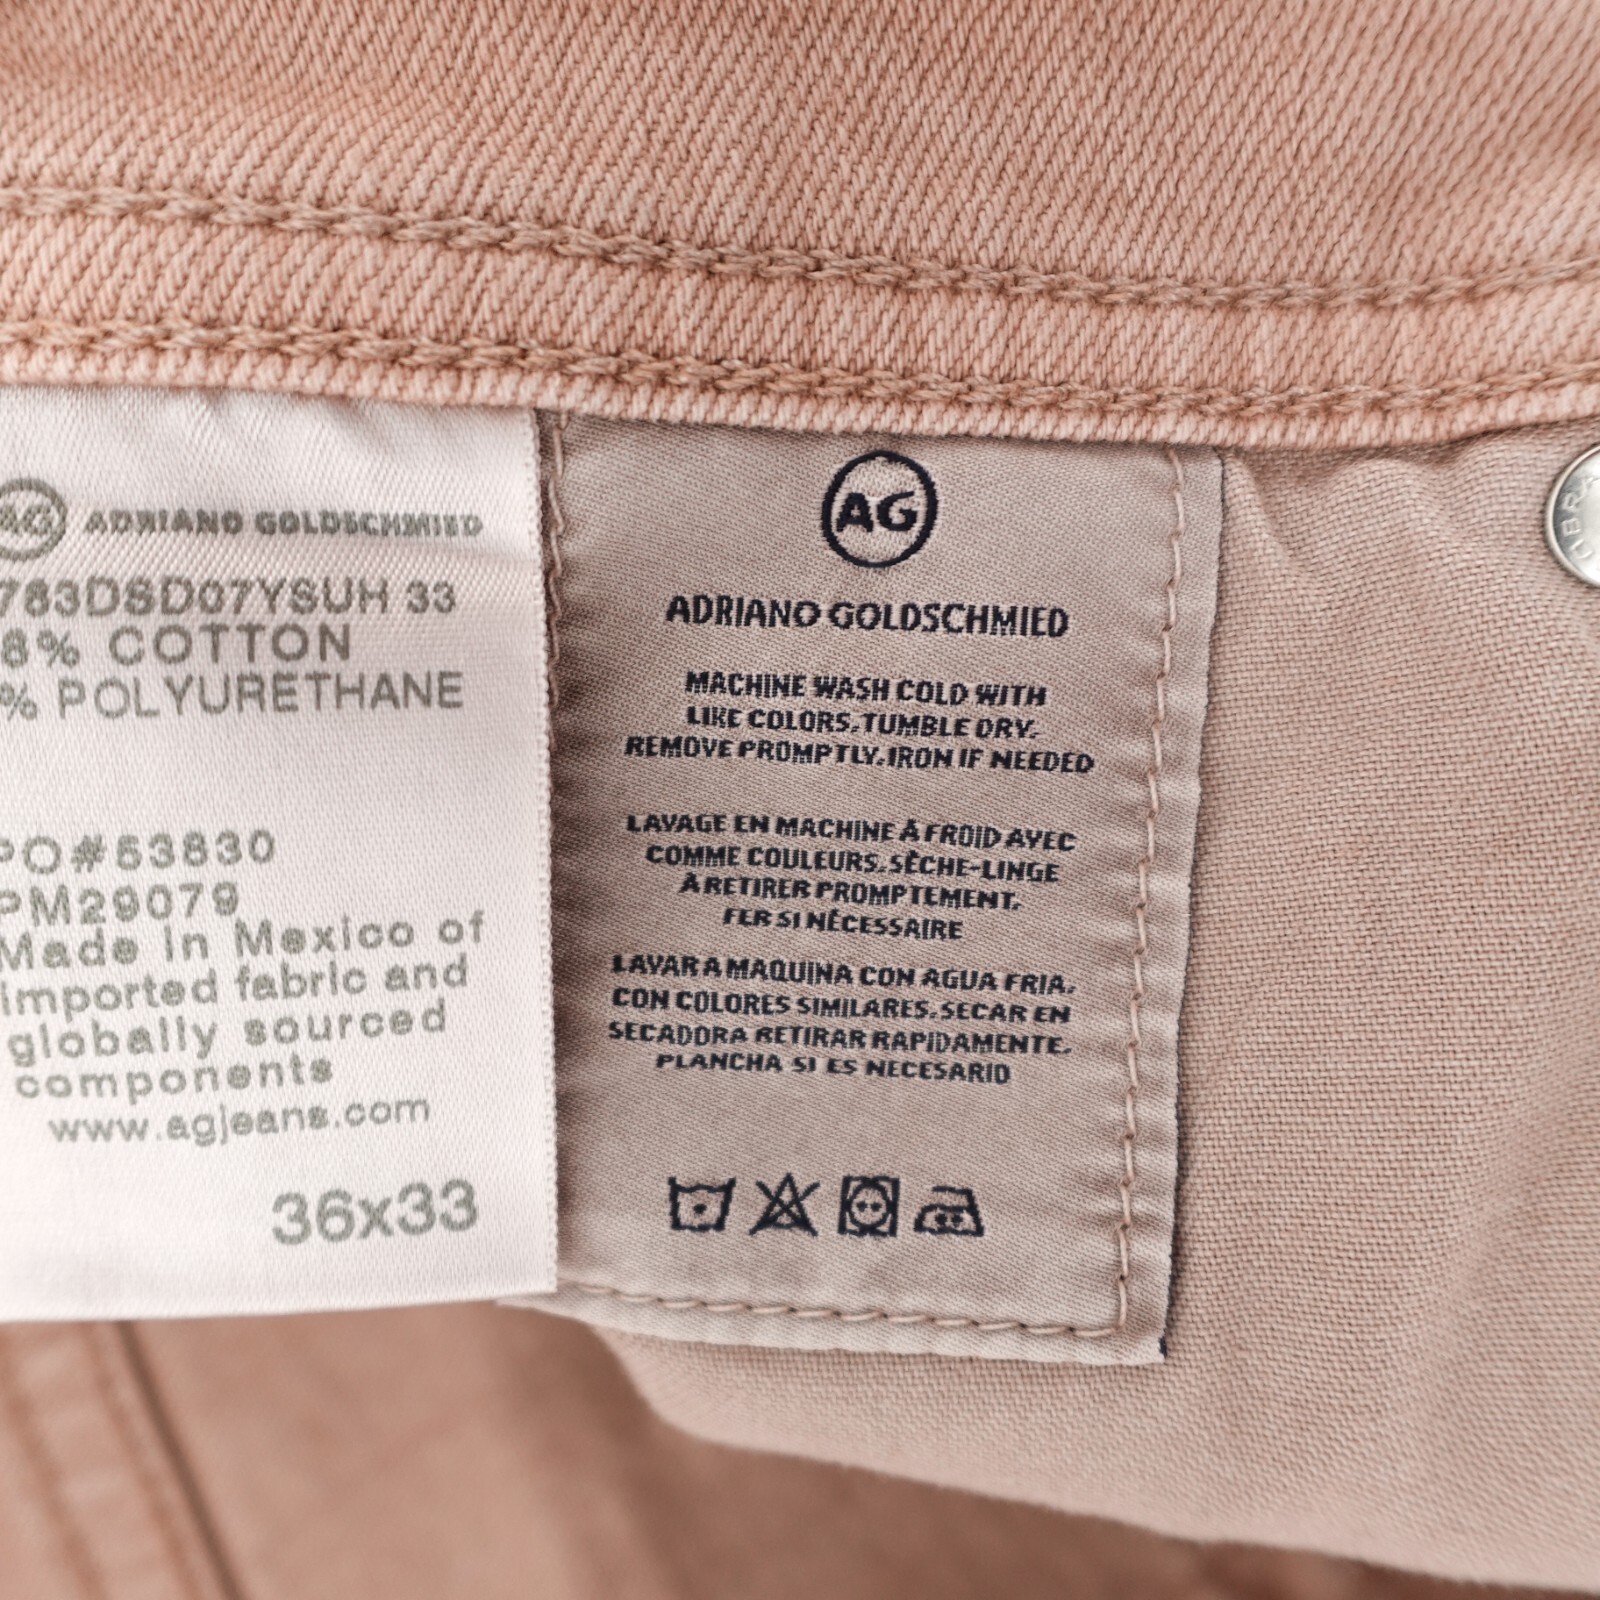 AG ADRIANO GOLDSCHMIED
783DSD07YSUH 33
8% COTTON
% POLYURETHANE
PO#53830
PM29079
Made in Mexico of
imported fabric and
globally sourced
components
www.agjeans.com
36x33
AG
ADRIANO GOLDSCHMIED
MACHINE WASH COLD WITH
LIKE COLORS. TUMBLE DRY.
REMOVE PROMPTLY. IRON IF NEEDED
LAVAGE EN MACHINE À FROID AVEC
COMME COULEURS. SÈCHE-LINGE
À RETIRER PROMPTEMENT.
FER SI NÉCESSAIRE
LAVAR A MAQUINA CON AGUA FRIA.
CON COLORES SIMILARES. SECAR EN
SECADORA RETIRAR RAPIDAMENTE.
PLANCHA SI ES NECESARIO